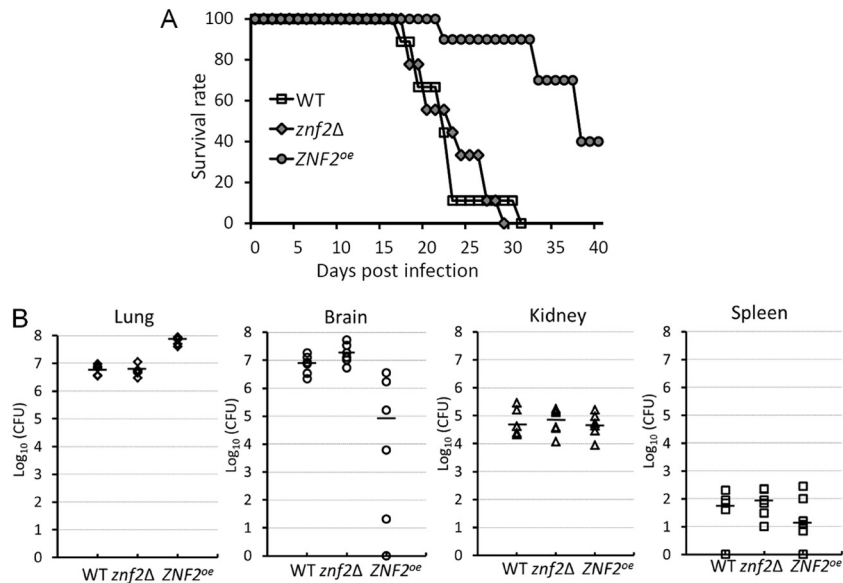 A
Survival rate
100
80
60
40
20
0
WT
znf2Δ
ZNF2oe
0 5 10 15 20 25 30 35 40
Days post infection
B
Lung
Log10 (CFU)
8
7
6
5
4
3
2
1
0
WT znf2Δ ZNF2oe
Brain
Log10 (CFU)
8
7
6
5
4
3
2
1
0
WT znf2Δ ZNF2oe
Kidney
Log10 (CFU)
8
7
6
5
4
3
2
1
0
WT znf2Δ ZNF2oe
Spleen
Log10 (CFU)
8
7
6
5
4
3
2
1
0
WT znf2Δ ZNF2oe